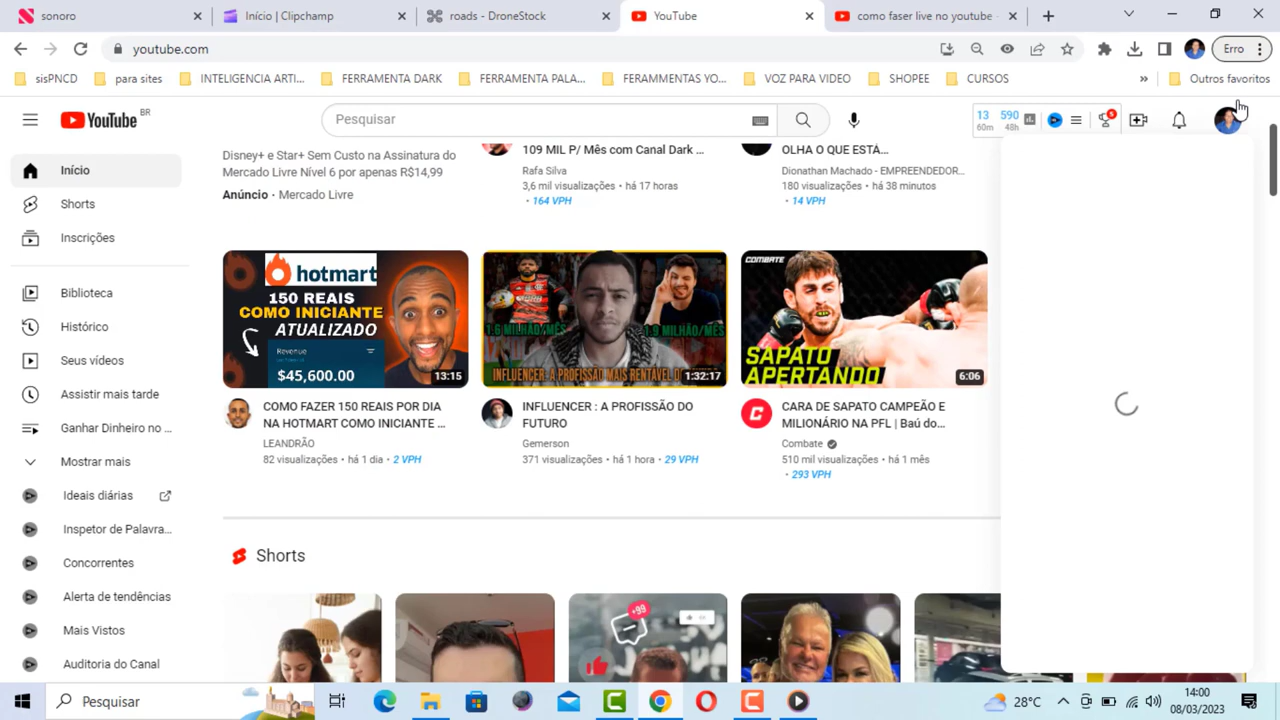 sonoro
Início | Clipchamp
roads - DroneStock
YouTube
como faser live no youtube -
youtube.com
Erro
sisPNCD
para sites
INTELIGENCIA ARTI...
FERRAMENTA DARK
FERRAMENTA PALA...
FERAMMENTAS YO...
VOZ PARA VIDEO
SHOPEE
CURSOS
»
Outros favoritos
YouTube BR
Pesquisar
13 590
60m 48h
5
Início
Shorts
Inscrições
Biblioteca
Histórico
Seus vídeos
Assistir mais tarde
Ganhar Dinheiro no ...
Mostrar mais
Ideais diárias
Inspetor de Palavra...
Concorrentes
Alerta de tendências
Mais Vistos
Auditoria do Canal
Disney+ e Star+ Sem Custo na Assinatura do
Mercado Livre Nível 6 por apenas R$14,99
Anúncio · Mercado Livre
109 MIL P/ Mês com Canal Dark ...
Rafa Silva
3,6 mil visualizações • há 17 horas
• 164 VPH
OLHA O QUE ESTÁ...
Dionathan Machado - EMPREENDEDOR...
180 visualizações • há 38 minutos
• 14 VPH
hotmart
150 REAIS
COMO INICIANTE
ATUALIZADO
Revenue
$45,600.00
13:15
COMO FAZER 150 REAIS POR DIA
NA HOTMART COMO INICIANTE ...
LEANDRÃO
82 visualizações • há 1 dia • 2 VPH
1.6 MILHÃO/MÊS
1.9 MILHÃO/MÊS
INFLUENCER: A PROFISSÃO MAIS RENTÁVEL DO
1:32:17
INFLUENCER : A PROFISSÃO DO
FUTURO
Gemerson
371 visualizações • há 1 hora • 29 VPH
COMBATE
SAPATO
APERTANDO
6:06
CARA DE SAPATO CAMPEÃO E
MILIONÁRIO NA PFL | Baú do...
Combate
510 mil visualizações • há 1 mês
• 293 VPH
Shorts
+99
Pesquisar
28°C
14:00
08/03/2023